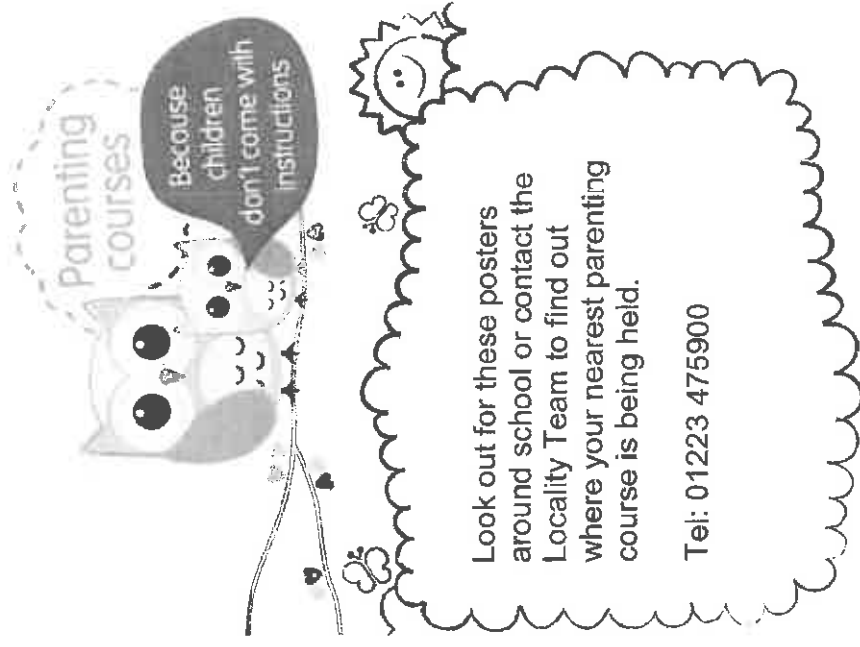 Parenting
courses
Because
children
don't come with
instructions
Look out for these posters
around school or contact the
Locality Team to find out
where your nearest parenting
course is being held.
Tel: 01223 475900